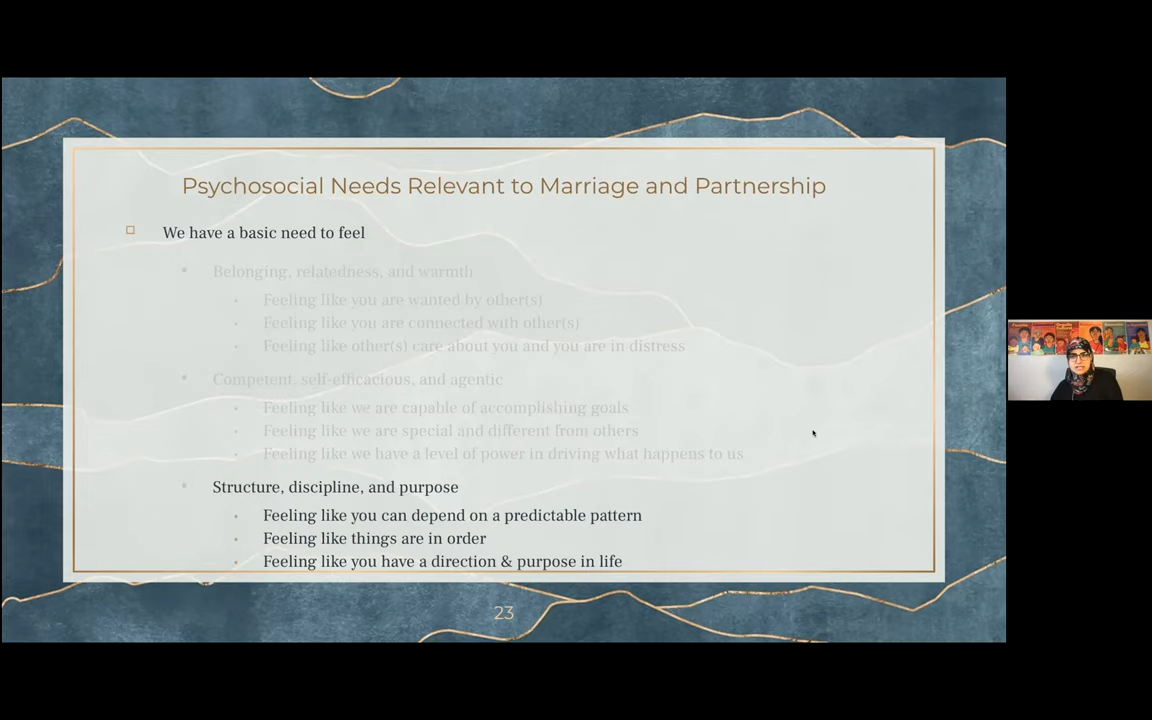 Psychosocial Needs Relevant to Marriage and Partnership
We have a basic need to feel
Belonging, relatedness, and warmth
Feeling like you are wanted by other(s)
Feeling like you are connected with other(s)
Feeling like other(s) care about you and you are in distress
Competent, self-efficacious, and agentic
Feeling like we are capable of accomplishing goals
Feeling like we are special and different from others
Feeling like we have a level of power in driving what happens to us
Structure, discipline, and purpose
Feeling like you can depend on a predictable pattern
Feeling like things are in order
Feeling like you have a direction & purpose in life
23